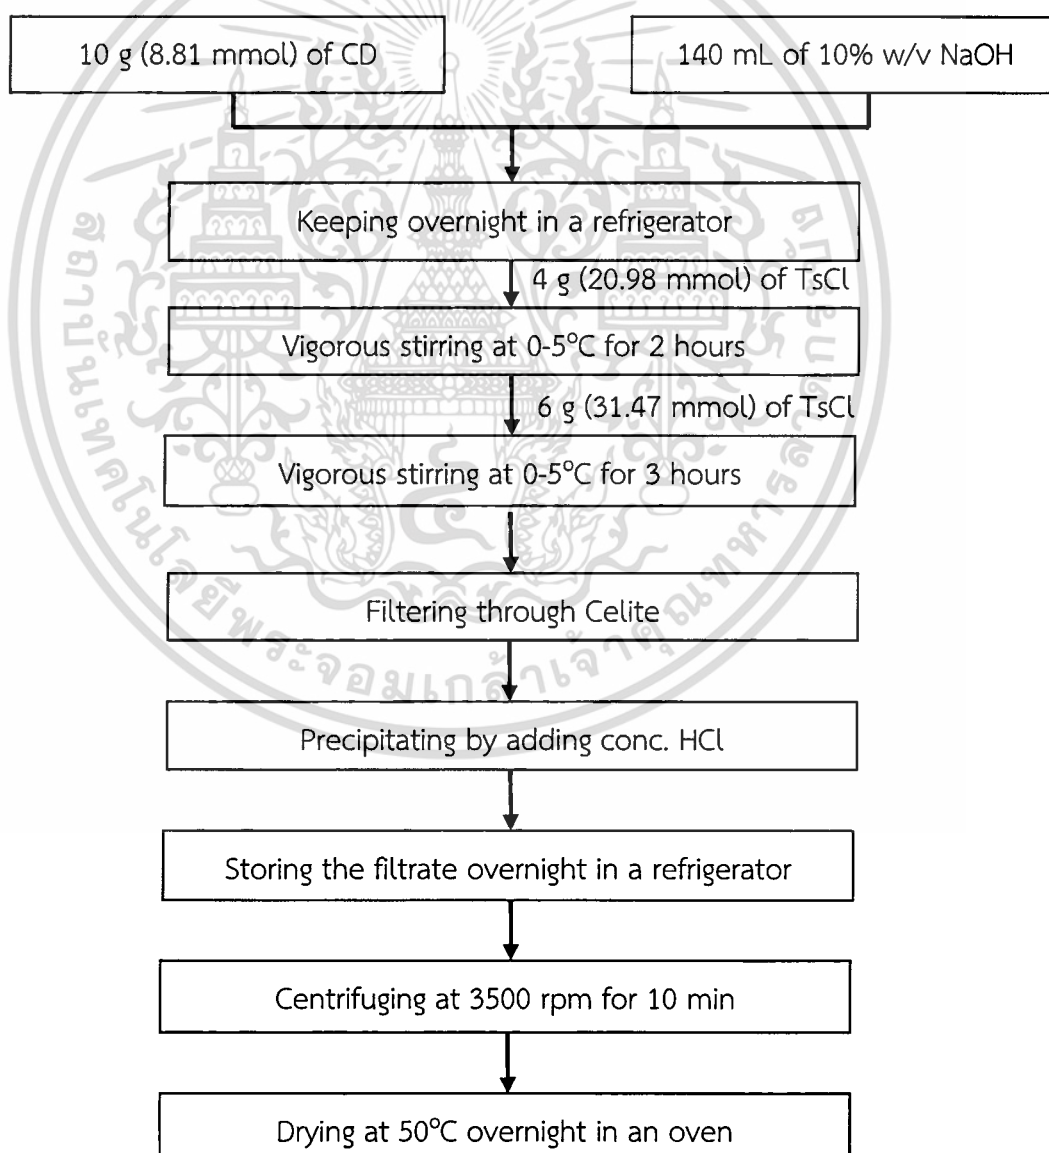 10 g (8.81 mmol) of CD
140 mL of 10% w/v NaOH
Keeping overnight in a refrigerator
4 g (20.98 mmol) of TsCl
Vigorous stirring at 0-5°C for 2 hours
6 g (31.47 mmol) of TsCl
Vigorous stirring at 0-5°C for 3 hours
Filtering through Celite
Precipitating by adding conc. HCl
Storing the filtrate overnight in a refrigerator
Centrifuging at 3500 rpm for 10 min
Drying at 50°C overnight in an oven